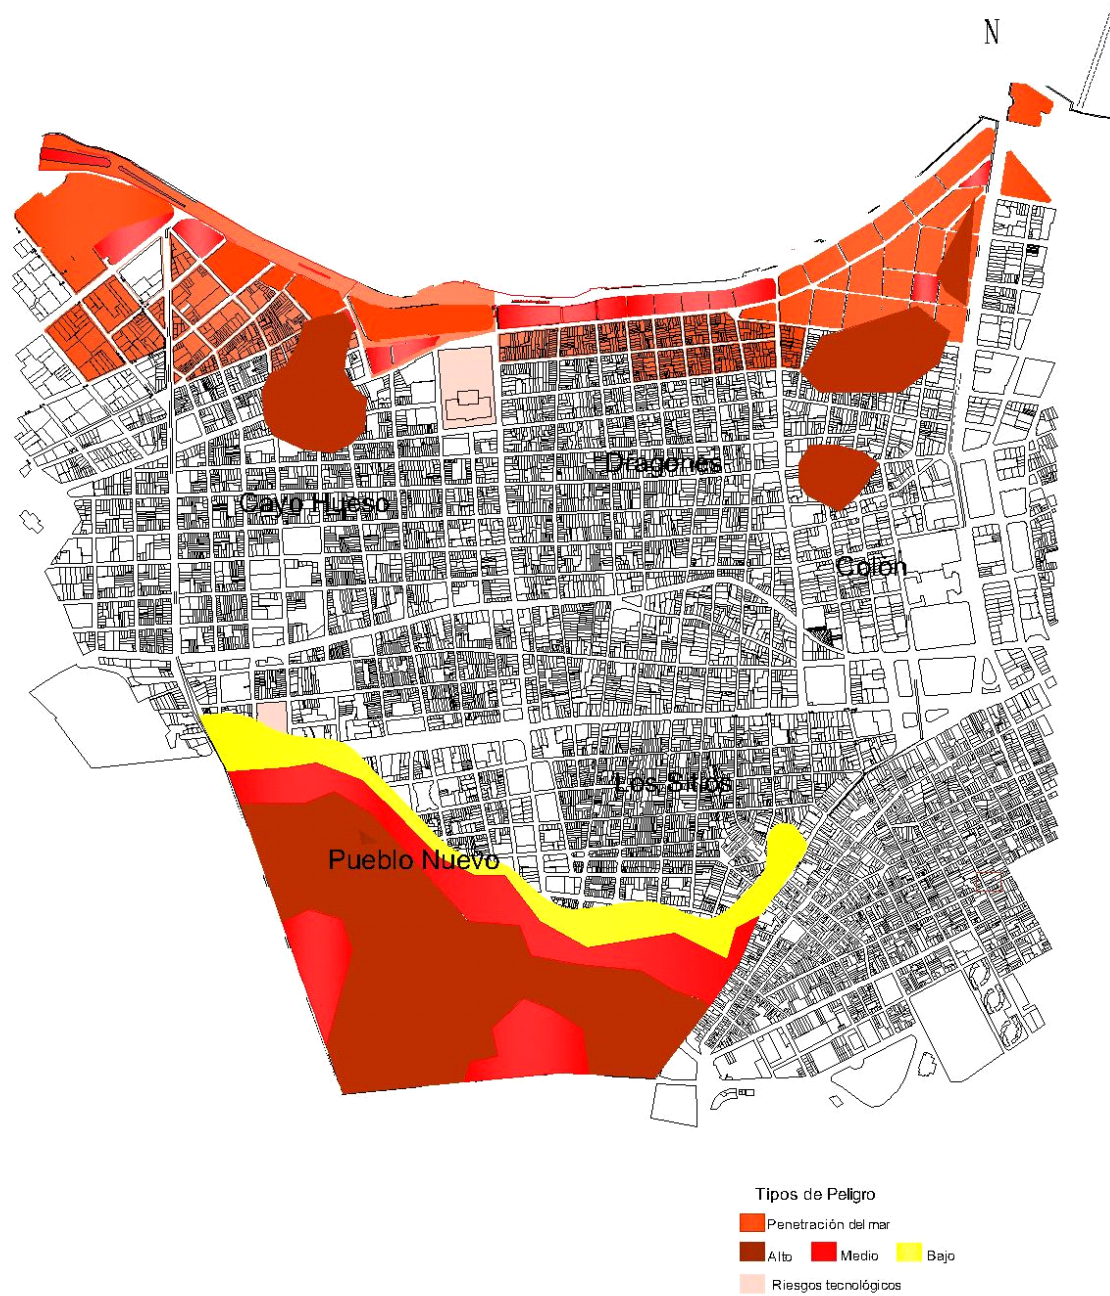 N
Dragones
Cayo Hueso
Colón
Los Sitios
Pueblo Nuevo
Tipos de Peligro
Penetración del mar
Alto Medio Bajo
Riesgos tecnológicos